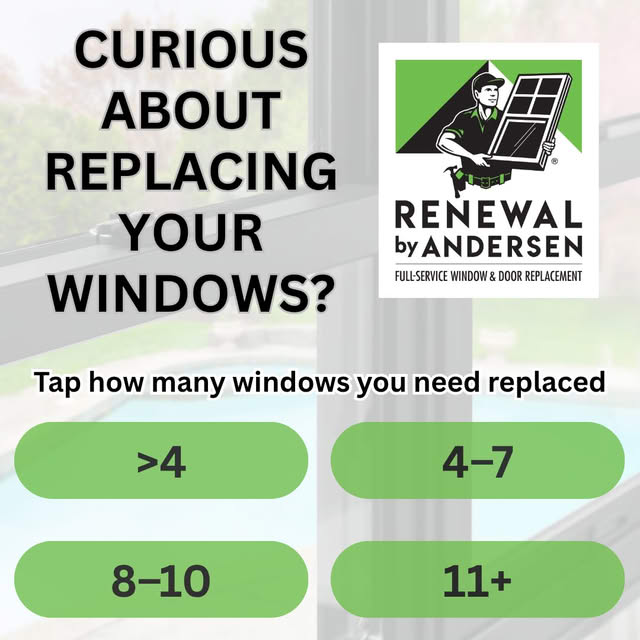 CURIOUS
ABOUT
REPLACING
YOUR
WINDOWS?
®
RENEWAL
by ANDERSEN
FULL-SERVICE WINDOW & DOOR REPLACEMENT
Tap how many windows you need replaced
>4
4–7
8–10
11+